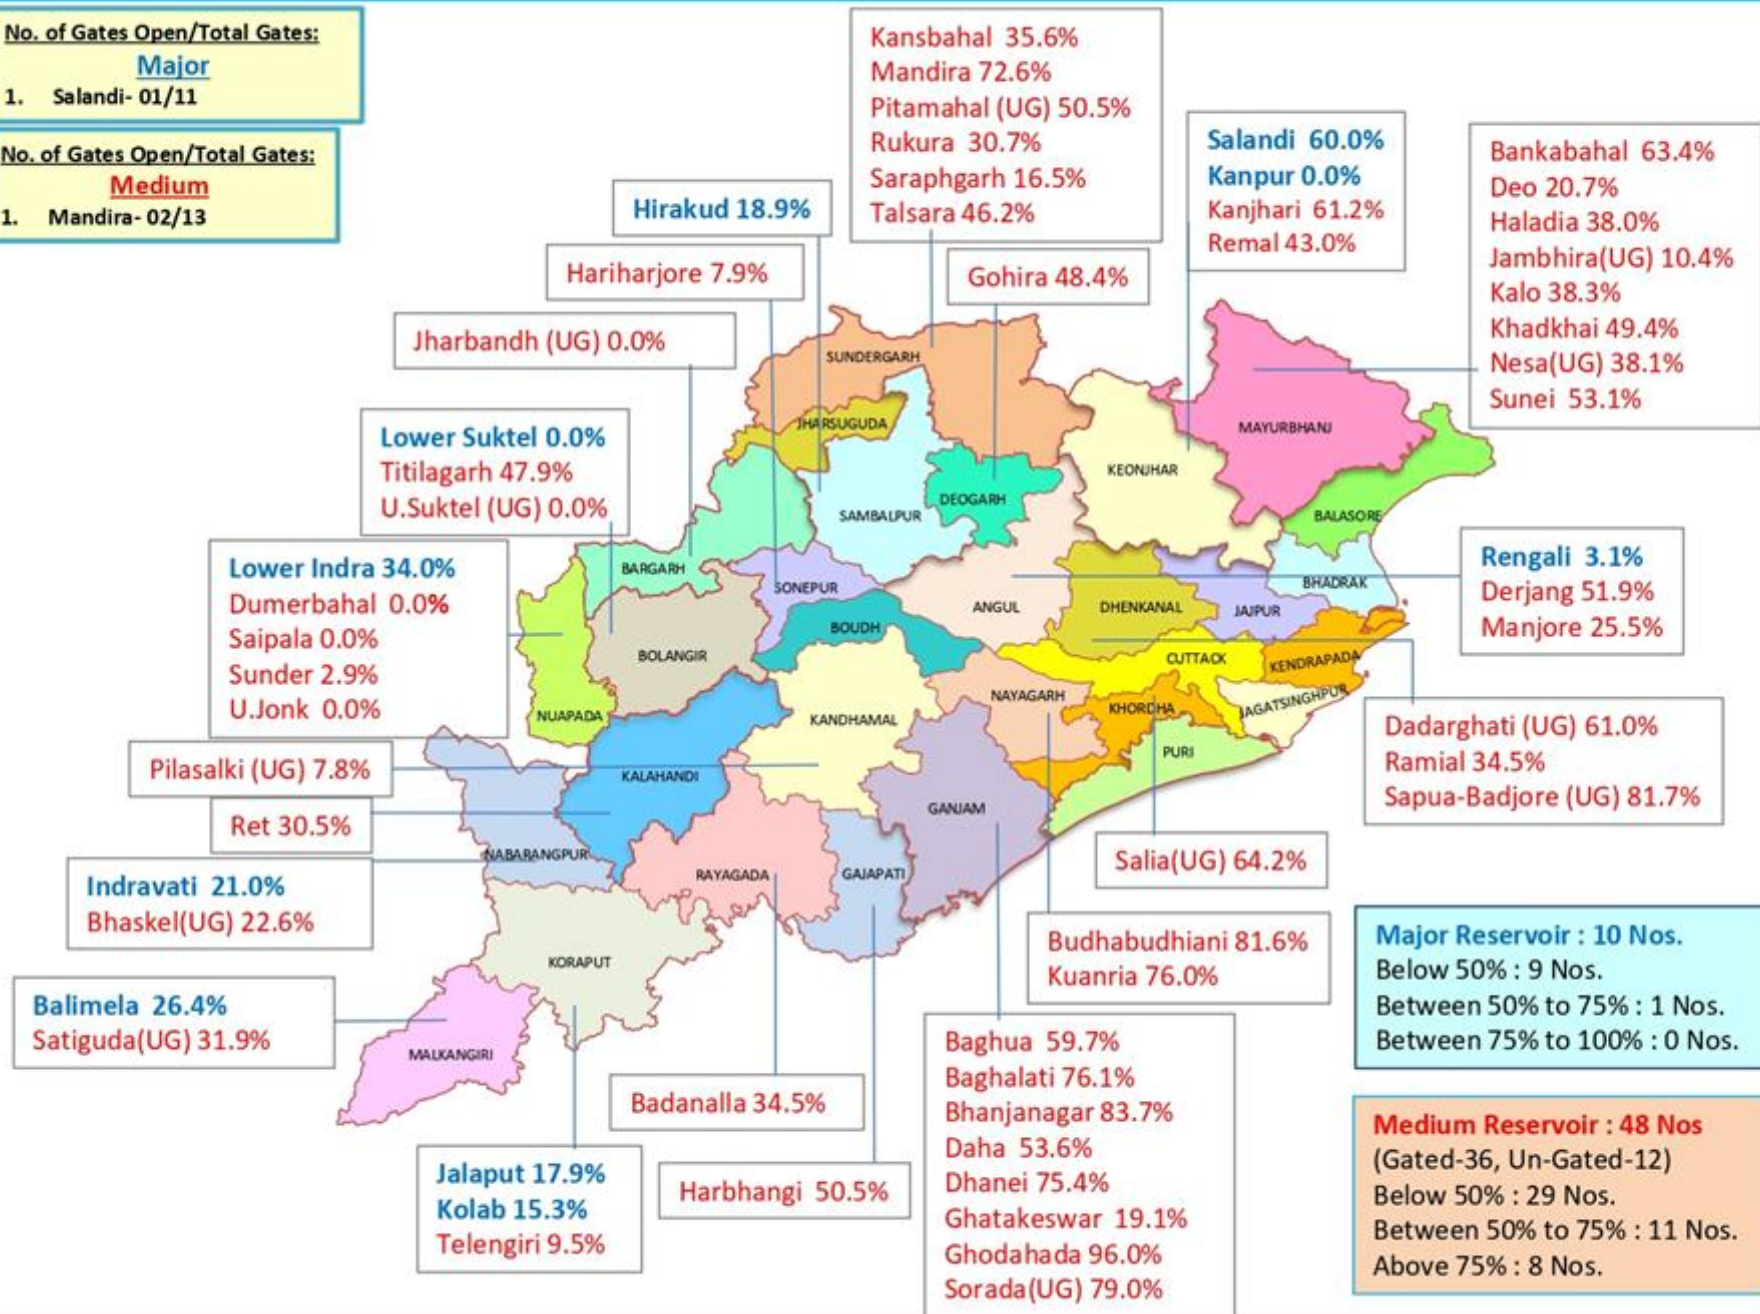 No. of Gates Open/Total Gates:
Major
1. Salandi- 01/11
No. of Gates Open/Total Gates:
Medium
1. Mandira- 02/13
Kansbahal 35.6%
Mandira 72.6%
Pitamahal (UG) 50.5%
Rukura 30.7%
Saraphgarh 16.5%
Talsara 46.2%
Salandi 60.0%
Kanpur 0.0%
Kanjhari 61.2%
Remal 43.0%
Bankabahal 63.4%
Deo 20.7%
Haladia 38.0%
Jambhira(UG) 10.4%
Kalo 38.3%
Khadkhai 49.4%
Nesa(UG) 38.1%
Sunei 53.1%
Hirakud 18.9%
Hariharjore 7.9%
Gohira 48.4%
Jharbandh (UG) 0.0%
Lower Suktel 0.0%
Titilagarh 47.9%
U.Suktel (UG) 0.0%
Lower Indra 34.0%
Dumerbahal 0.0%
Saipala 0.0%
Sunder 2.9%
U.Jonk 0.0%
Pilasalki (UG) 7.8%
Ret 30.5%
Indravati 21.0%
Bhaskel(UG) 22.6%
Balimela 26.4%
Satiguda(UG) 31.9%
SUNDERGARH
JHARSUGUDA
SAMBALPUR
DEOGARH
KEONJHAR
MAYURBHANJ
BALASORE
BHADRAK
BARGARH
SONEPUR
ANGUL
DHENKANAL
JAJPUR
BOUDH
BOLANGIR
CUTTACK
KENDRAPADA
NUAPADA
KANDHAMAL
NAYAGARH
KHORDHA
JAGATSINGHPUR
PURI
KALAHANDI
GANJAM
NABARANGPUR
RAYAGADA
GAJAPATI
KORAPUT
MALKANGIRI
Rengali 3.1%
Derjang 51.9%
Manjore 25.5%
Dadarghati (UG) 61.0%
Ramial 34.5%
Sapua-Badjore (UG) 81.7%
Salia(UG) 64.2%
Budhabudhiani 81.6%
Kuanria 76.0%
Badanalla 34.5%
Jalaput 17.9%
Kolab 15.3%
Telengiri 9.5%
Harbhangi 50.5%
Baghua 59.7%
Baghalati 76.1%
Bhanjanagar 83.7%
Daha 53.6%
Dhanei 75.4%
Ghatakeswar 19.1%
Ghodahada 96.0%
Sorada(UG) 79.0%
Major Reservoir : 10 Nos.
Below 50% : 9 Nos.
Between 50% to 75% : 1 Nos.
Between 75% to 100% : 0 Nos.
Medium Reservoir : 48 Nos
(Gated-36, Un-Gated-12)
Below 50% : 29 Nos.
Between 50% to 75% : 11 Nos.
Above 75% : 8 Nos.